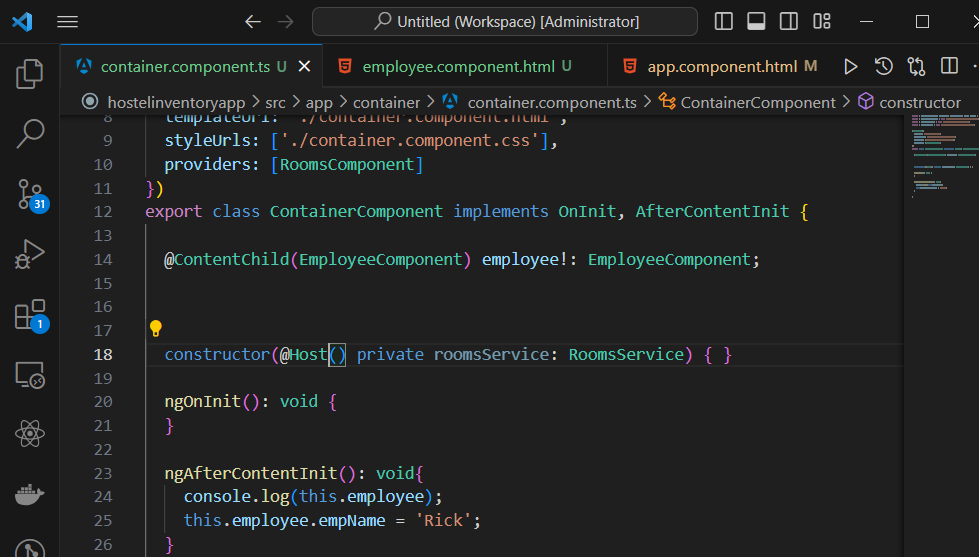 Untitled (Workspace) [Administrator]
container.component.ts U
employee.component.html U
app.component.html M
hostelinventoryapp > src > app > container > container.component.ts > ContainerComponent > constructor
8 templateUrl: './container.component.html',
9 styleUrls: ['./container.component.css'],
10 providers: [RoomsComponent]
11 })
12 export class ContainerComponent implements OnInit, AfterContentInit {
13
14 @ContentChild(EmployeeComponent) employee!: EmployeeComponent;
15
16
17
18 constructor(@Host() private roomsService: RoomsService) { }
19
20 ngOnInit(): void {
21 }
22
23 ngAfterContentInit(): void{
24 console.log(this.employee);
25 this.employee.empName = 'Rick';
26 }
31
1